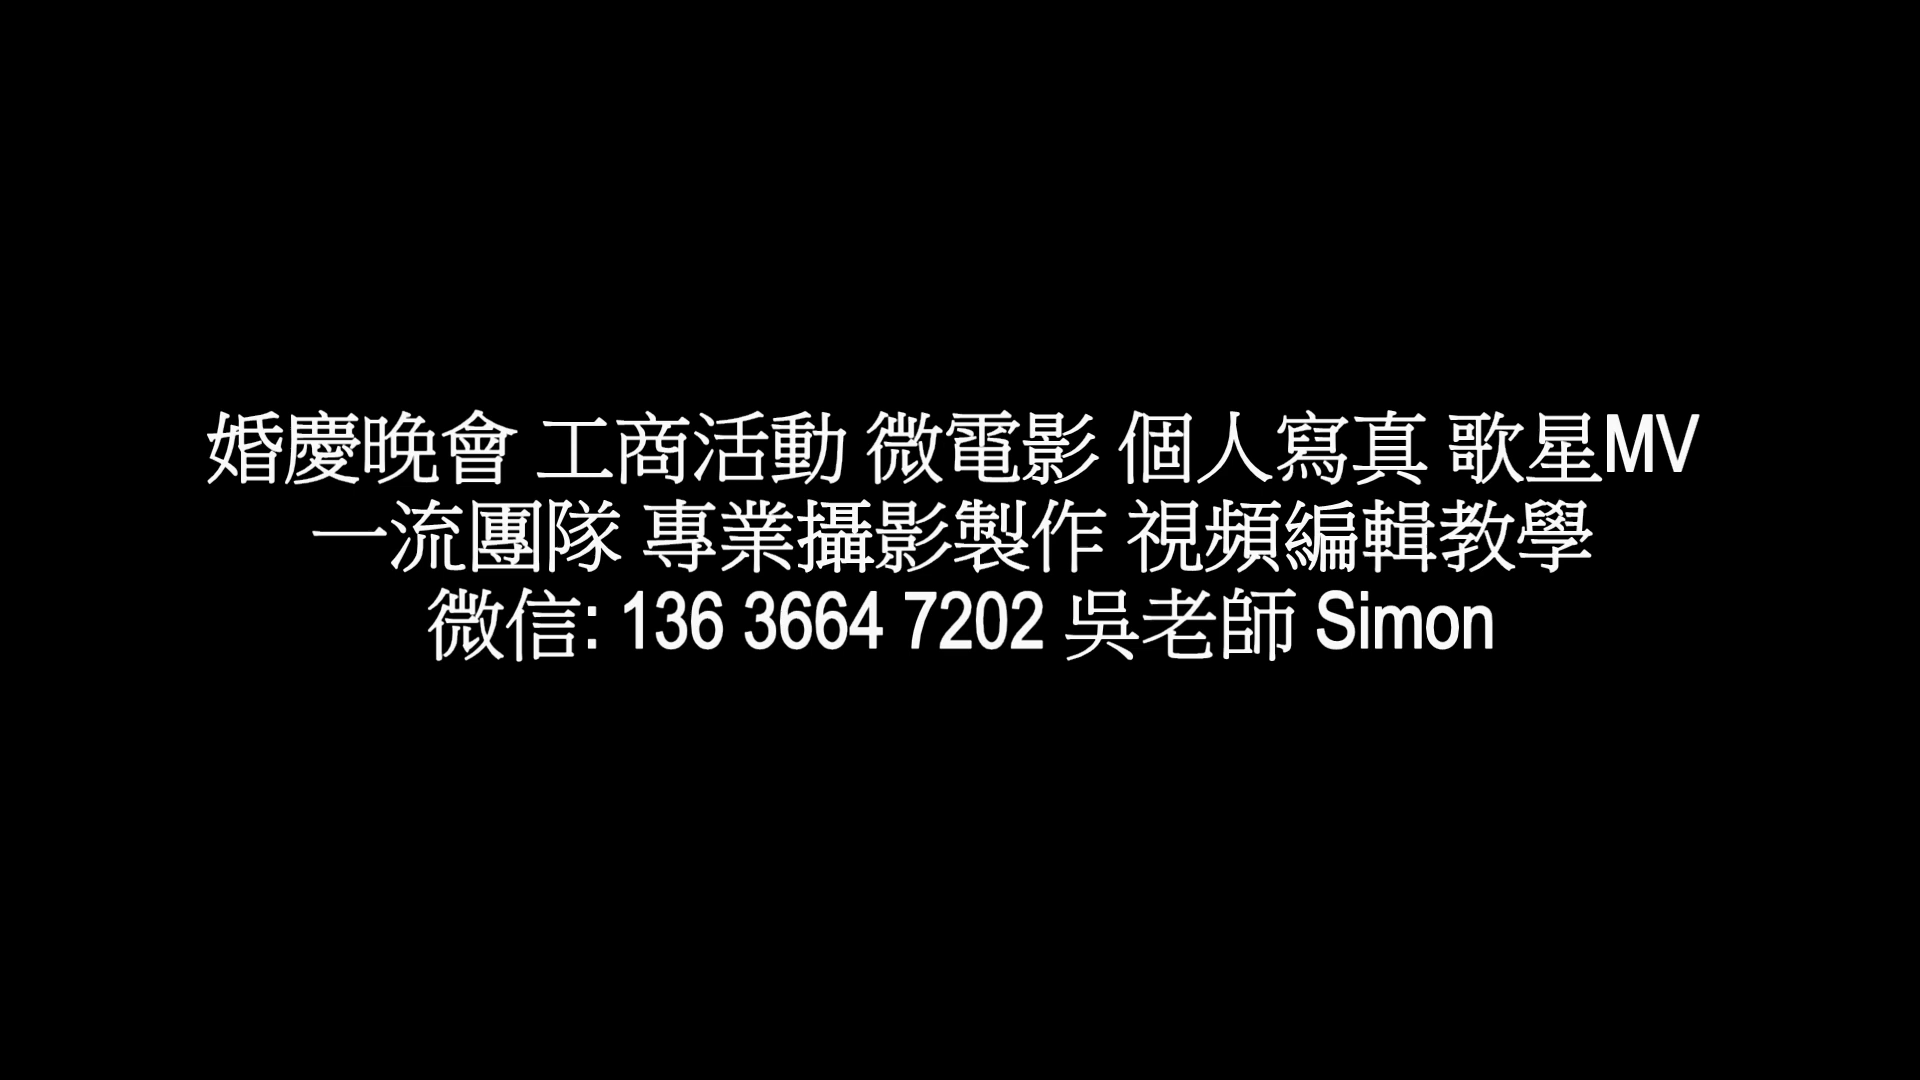 婚慶晚會 工商活動 微電影 個人寫真 歌星MV
一流團隊 專業攝影製作 視頻編輯教學
微信: 136 3664 7202 吳老師 Simon